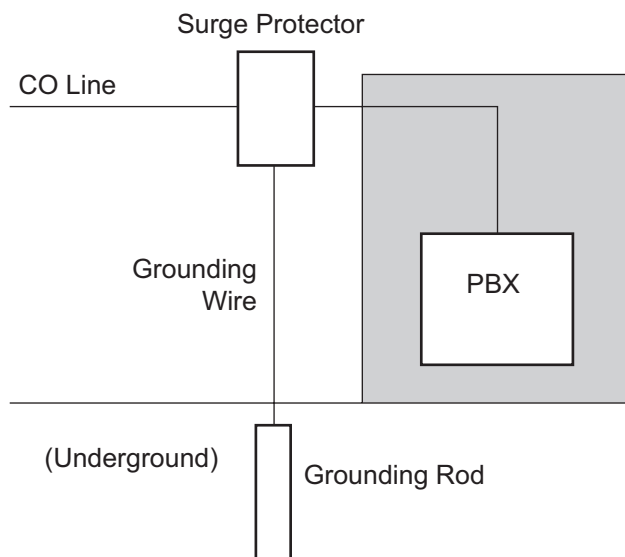 Surge Protector
CO Line
Grounding
Wire
PBX
(Underground)
Grounding Rod